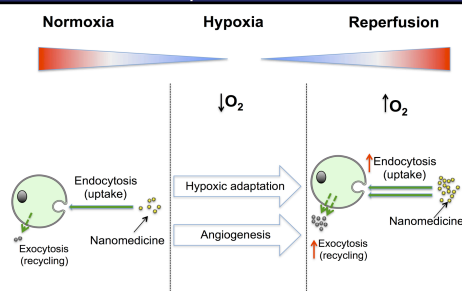 Normoxia
Hypoxia
Reperfusion
↓O₂
↑O₂
Endocytosis
(uptake)
Nanomedicine
Exocytosis
(recycling)
Hypoxic adaptation
Angiogenesis
Endocytosis
(uptake)
Nanomedicine
Exocytosis
(recycling)